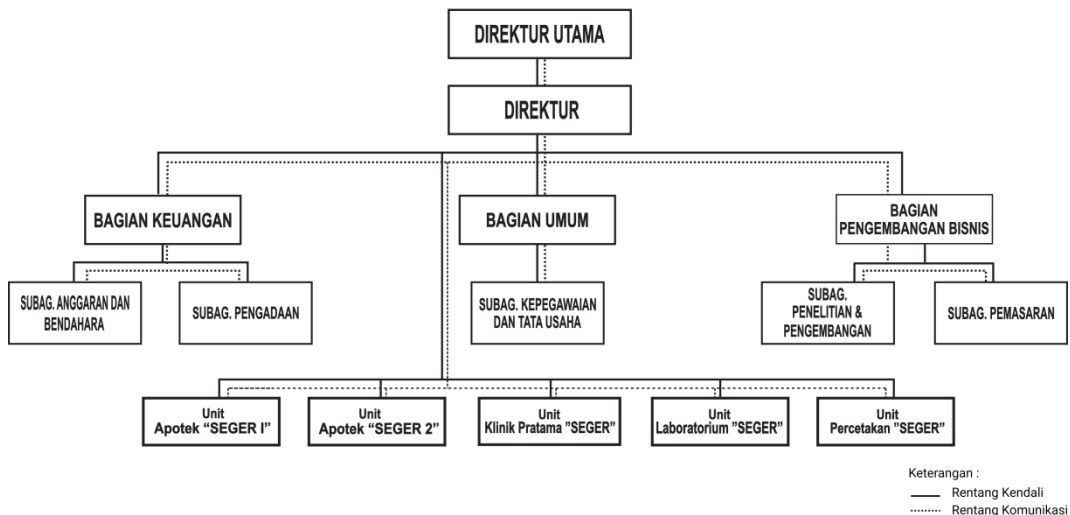 DIREKTUR UTAMA
DIREKTUR
BAGIAN KEUANGAN
BAGIAN UMUM
BAGIAN
PENGEMBANGAN BISNIS
SUBAG. ANGGARAN DAN
BENDAHARA
SUBAG. PENGADAAN
SUBAG. KEPEGAWAIAN
DAN TATA USAHA
SUBAG.
PENELITIAN &
PENGEMBANGAN
SUBAG. PEMASARAN
Unit
Apotek “SEGER I”
Unit
Apotek “SEGER 2”
Unit
Klinik Pratama ”SEGER”
Unit
Laboratorium ”SEGER”
Unit
Percetakan ”SEGER”
Keterangan :
Rentang Kendali
Rentang Komunikasi